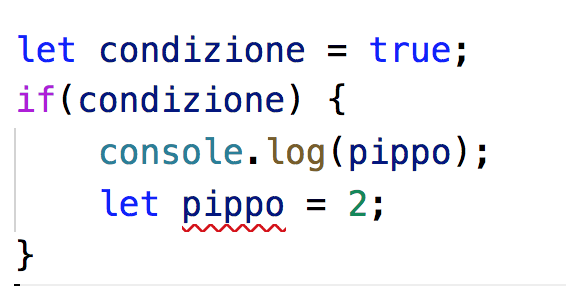 let condizione = true;
if(condizione) {
    console.log(pippo);
    let pippo = 2;
}